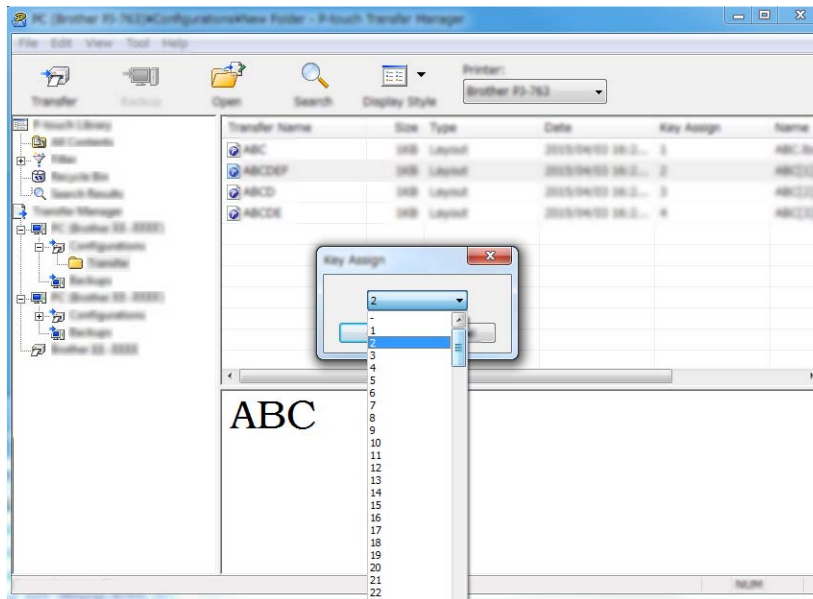 PC (Brother PJ-763)¥Configurations¥New Folder - P-touch Transfer Manager
File Edit View Tool Help
Transfer Backup Open Search Display Style
Printer:
Brother PJ-763
P-touch Library
All Contents
Filter
Recycle Bin
Search Results
Transfer Manager
Configurations
Transfer
Backups
Configurations
Backups
Transfer Name Size Type Date Key Assign Name
ABC 1KB Layout 1
ABCDEF 1KB Layout 2
ABCD 1KB Layout 3
ABCDE 1KB Layout 4
Key Assign
2
-
1
2
3
4
5
6
7
8
9
10
11
12
13
14
15
16
17
18
19
20
21
22
ABC
NUM